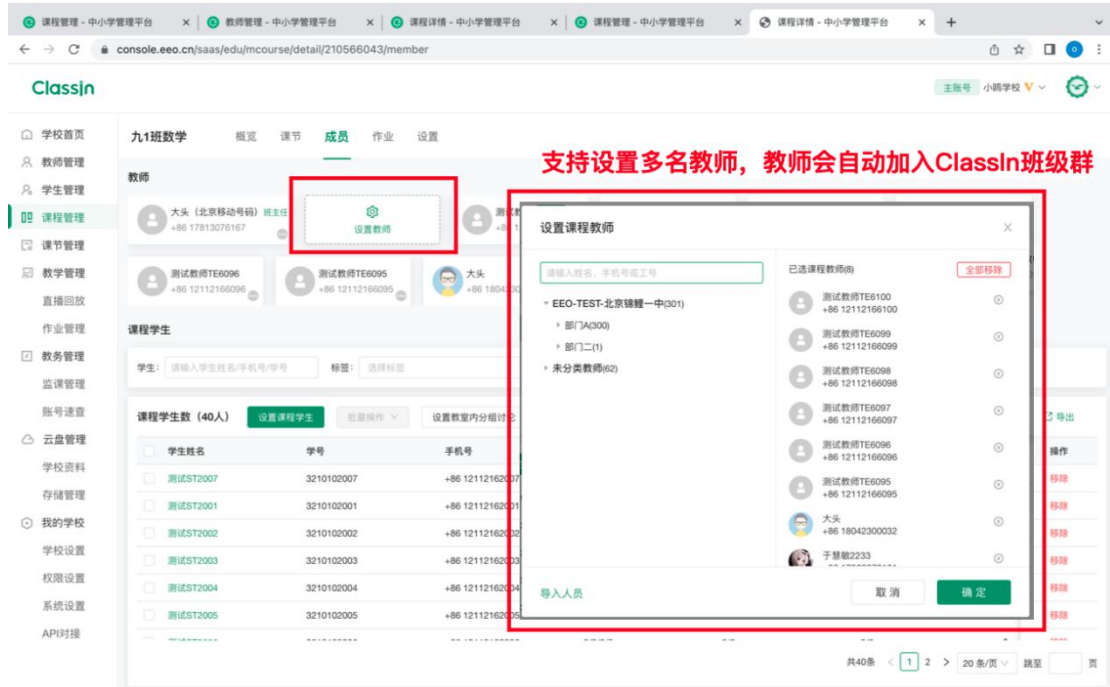 课程管理 - 中小学管理平台
教师管理 - 中小学管理平台
课程详情 - 中小学管理平台
课程管理 - 中小学管理平台
课程详情 - 中小学管理平台
console.eeo.cn/saas/edu/mcourse/detail/210566043/member
ClassIn
主账号 小鸥学校 V
学校首页
教师管理
学生管理
课程管理
课节管理
教学管理
直播回放
作业管理
教务管理
监课管理
账号速查
云盘管理
学校资料
存储管理
我的学校
学校设置
权限设置
系统设置
API对接
九1班数学 概览 课节 成员 作业 设置
支持设置多名教师，教师会自动加入ClassIn班级群
教师
大头（北京移动号码） 班主任
+86 17813076167
设置教师
测试教
+86 1
测试教师TE6096
+86 12112166096
测试教师TE6095
+86 12112166095
大头
+86 180423
课程学生
学生: 请输入学生姓名/手机号/学号 标签: 选择标签
课程学生数（40人） 设置课程学生 批量操作 设置教室内分组讨论
导出
学生姓名 学号 手机号 操作
测试ST2007 3210102007 +86 12112162007 移除
测试ST2001 3210102001 +86 12112162001 移除
测试ST2002 3210102002 +86 12112162002 移除
测试ST2003 3210102003 +86 12112162003 移除
测试ST2004 3210102004 +86 12112162004 移除
测试ST2005 3210102005 +86 12112162005 移除
设置课程教师
请输入姓名、手机号或工号
EEO-TEST-北京锦鲤一中(301)
部门A(300)
部门二(1)
未分类教师(62)
已选课程教师(8) 全部移除
测试教师TE6100
+86 12112166100
测试教师TE6099
+86 12112166099
测试教师TE6098
+86 12112166098
测试教师TE6097
+86 12112166097
测试教师TE6096
+86 12112166096
测试教师TE6095
+86 12112166095
大头
+86 18042300032
于慧敏2233
导入人员 取消 确定
共40条 1 2 20 条/页 跳至 页